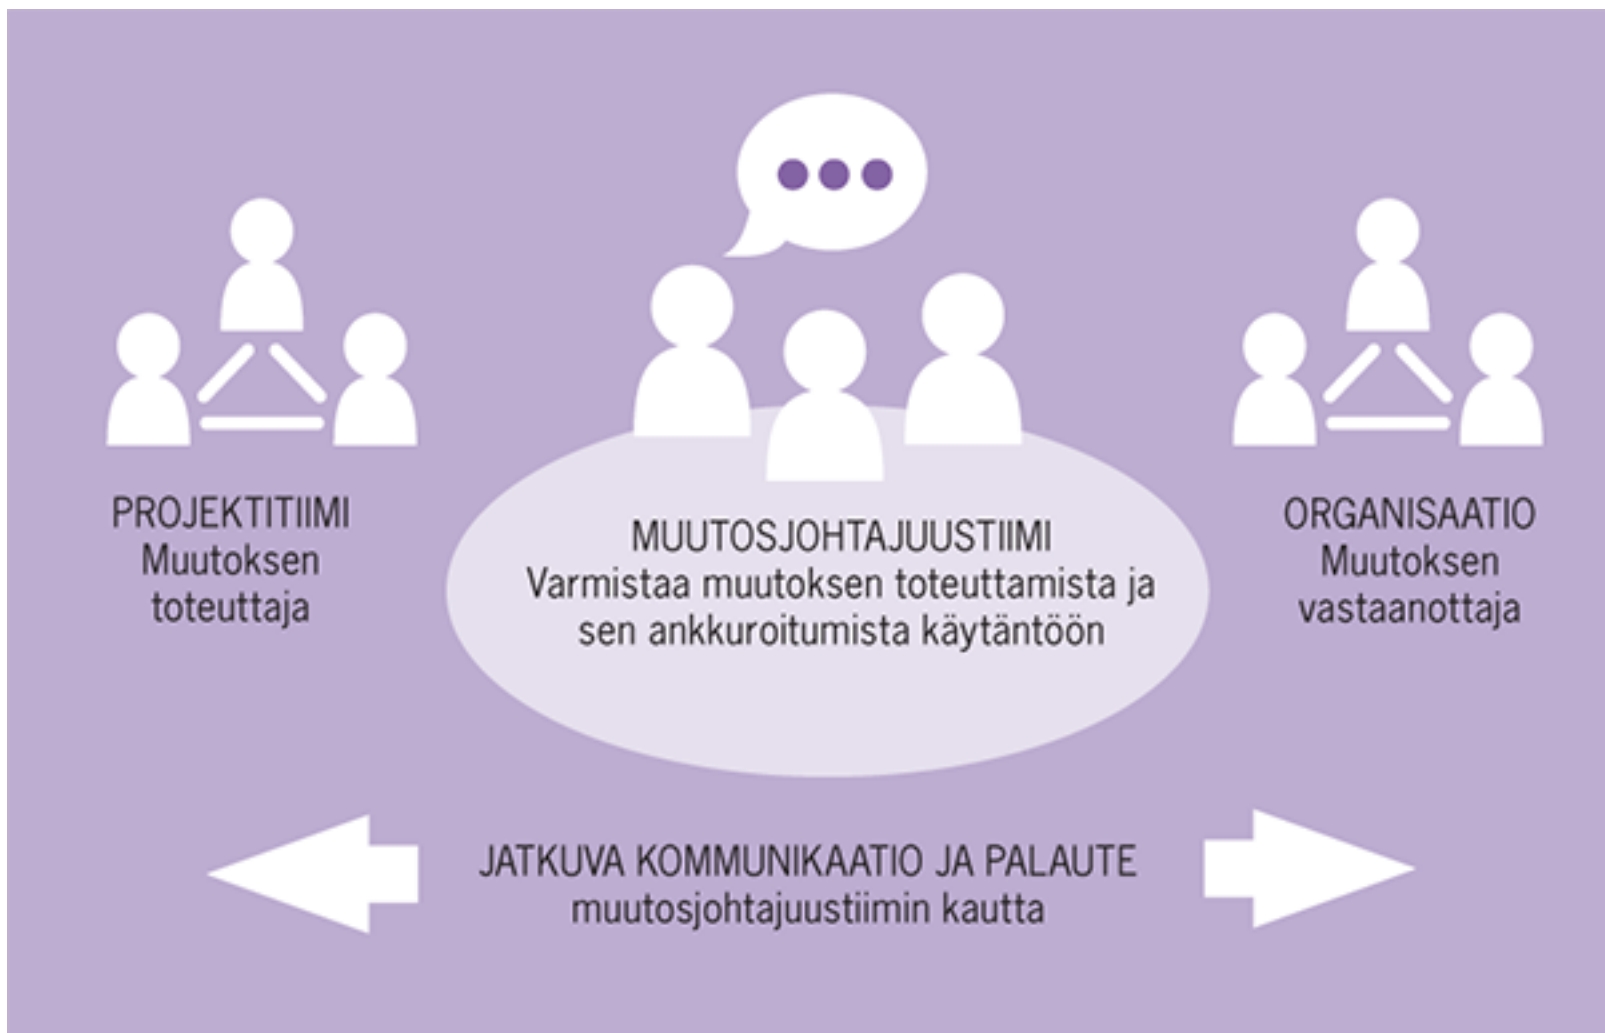 PROJEKTITIIMI
Muutoksen
toteuttaja
MUUTOSJOHTAJUUSTIIMI
Varmistaa muutoksen toteuttamista ja
sen ankkuroitumista käytäntöön
ORGANISAATIO
Muutoksen
vastaanottaja
JATKUVA KOMMUNIKAATIO JA PALAUTE
muutosjohtajuustiimin kautta